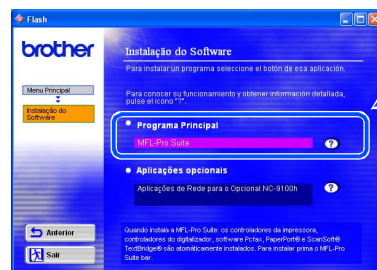 Flash
brother
Instalação do Software
Para instalar un programa seleccione el botón de esa aplicación.
Menu Principal
Para conocer su funcionamiento y obtener información detallada,
pulse el icono "?".
Instalação do
Software
Programa Principal
MFL-Pro Suite
?
Aplicações opcionais
Aplicações de Rede para o Opcional NC-9100h
?
Anterior
Sair
Quando instala a MFL-Pro Suite: os controladores da impressora,
controladores do digitalizador, software Pcfax, PaperPort® e ScanSoft®
TextBridge® são atomáticamente instalados. Para instalar prima o MFL-Pro
Suite bar.